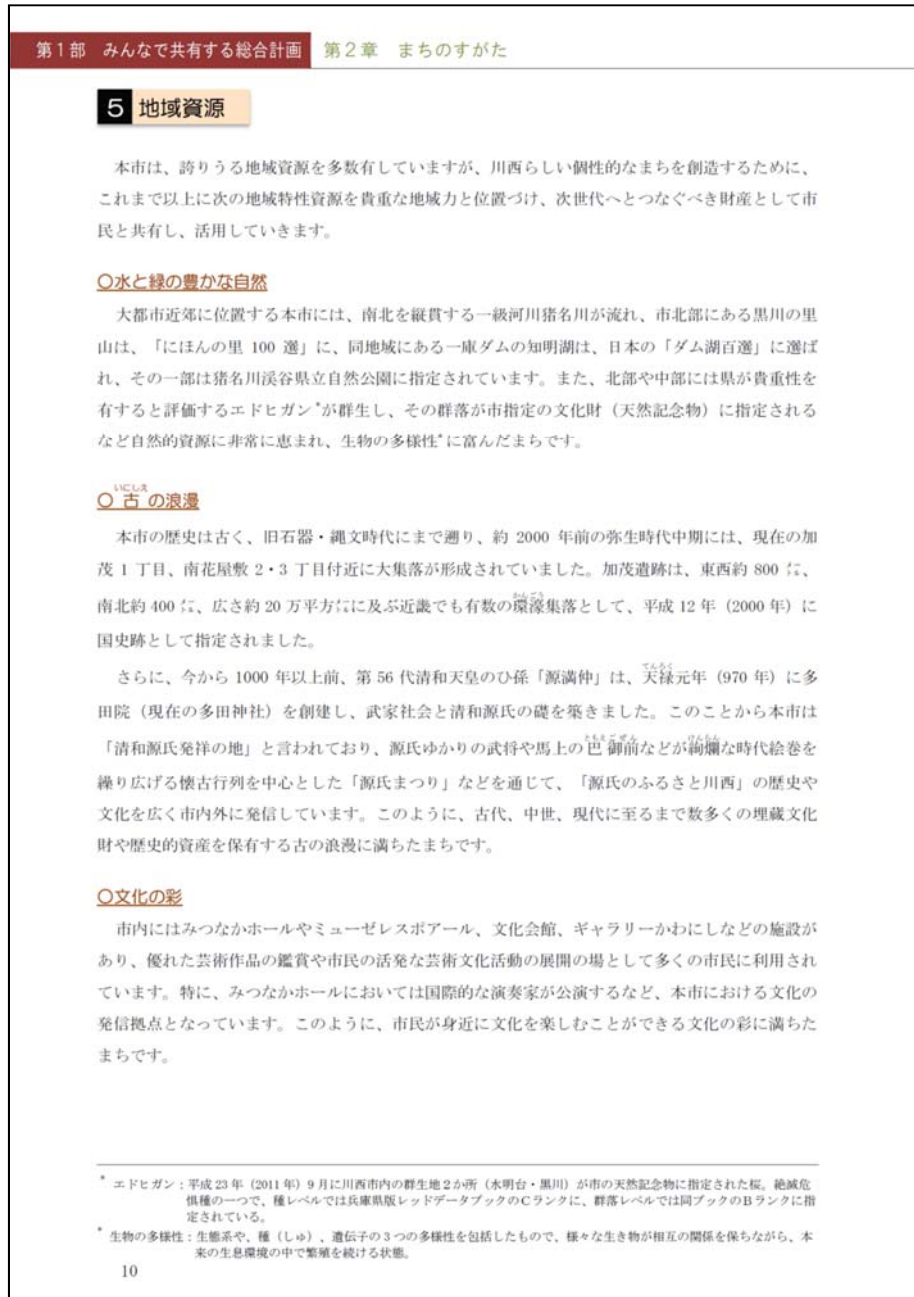 第1部 みんなで共有する総合計画 第2章 まちのすがた
5 地域資源
本市は、誇りうる地域資源を多数有していますが、川西らしい個性的なまちを創造するために、
これまで以上に次の地域特性資源を貴重な地域力と位置づけ、次世代へとつなぐべき財産として市
民と共有し、活用していきます。
○水と緑の豊かな自然
大都市近郊に位置する本市には、南北を縦貫する一級河川猪名川が流れ、市北部にある黒川の里
山は、「にほんの里 100 選」に、同地域にある一庫ダムの知明湖は、日本の「ダム湖百選」に選ば
れ、その一部は猪名川渓谷県立自然公園に指定されています。また、北部や中部には県が貴重性を
有すると評価するエドヒガン*が群生し、その群落が市指定の文化財（天然記念物）に指定される
など自然的資源に非常に恵まれ、生物の多様性*に富んだまちです。
いにしえ
○古の浪漫
本市の歴史は古く、旧石器・縄文時代にまで遡り、約 2000 年前の弥生時代中期には、現在の加
茂 1 丁目、南花屋敷 2・3 丁目付近に大集落が形成されていました。加茂遺跡は、東西約 800 ㍍、
かんごう
南北約 400 ㍍、広さ約 20 万平方㍍に及ぶ近畿でも有数の環濠集落として、平成 12 年（2000 年）に
国史跡として指定されました。
てんろく
さらに、今から 1000 年以上前、第 56 代清和天皇のひ孫「源満仲」は、天禄元年（970 年）に多
田院（現在の多田神社）を創建し、武家社会と清和源氏の礎を築きました。このことから本市は
ともえごぜん けんらん
「清和源氏発祥の地」と言われており、源氏ゆかりの武将や馬上の巴御前などが絢爛な時代絵巻を
繰り広げる懐古行列を中心とした「源氏まつり」などを通じて、「源氏のふるさと川西」の歴史や
文化を広く市内外に発信しています。このように、古代、中世、現代に至るまで数多くの埋蔵文化
財や歴史的資産を保有する古の浪漫に満ちたまちです。
○文化の彩
市内にはみつなかホールやミューゼレスポアール、文化会館、ギャラリーかわにしなどの施設が
あり、優れた芸術作品の鑑賞や市民の活発な芸術文化活動の展開の場として多くの市民に利用され
ています。特に、みつなかホールにおいては国際的な演奏家が公演するなど、本市における文化の
発信拠点となっています。このように、市民が身近に文化を楽しむことができる文化の彩に満ちた
まちです。
* エドヒガン：平成 23 年（2011 年）9 月に川西市内の群生地 2 か所（水明台・黒川）が市の天然記念物に指定された桜。絶滅危
惧種の一つで、種レベルでは兵庫県版レッドデータブックのCランクに、群落レベルでは同ブックのBランクに指
定されている。
* 生物の多様性：生態系や、種（しゅ）、遺伝子の３つの多様性を包括したもので、様々な生き物が相互の関係を保ちながら、本
来の生息環境の中で繁殖を続ける状態。
10